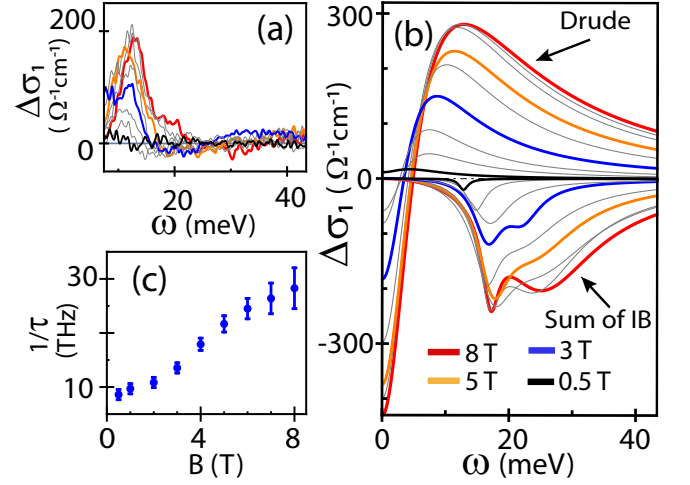 (a)
200
0
Δσ₁
( Ω⁻¹cm⁻¹)
20
40
ω (meV)
(b)
300
0
-300
Δσ₁ ( Ω⁻¹cm⁻¹)
Drude
Sum of IB
8 T
3 T
5 T
0.5 T
0
20
40
ω (meV)
(c)
30
10
1/τ
(THz)
0
4
8
B (T)